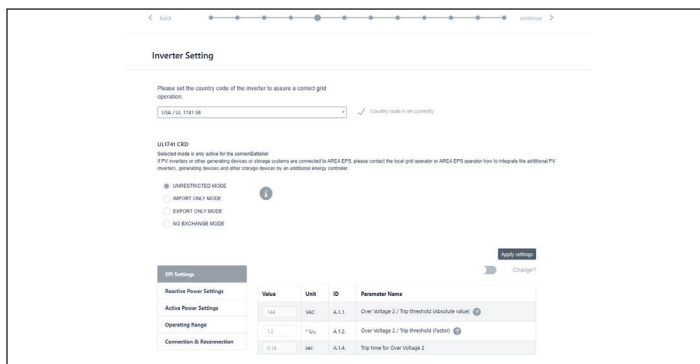 back
continue
Inverter Setting
Please set the country code of the inverter to assure a correct grid
operation.
USA / UL 1741 SB
Country code is set correctly
UL1741 CRD
Selected mode is only active for the sonnenBatterie!
If PV inverters or other generating devices or storage systems are connected to AREA EPS, please contact the local grid operator or AREA EPS operator how to integrate the additional PV
inverters, generating devices and other storage devices by an additional energy controller.
UNRESTRICTED MODE
IMPORT ONLY MODE
EXPORT ONLY MODE
NO EXCHANGE MODE
Apply settings
Change?
EPI Settings
Reactive Power Settings
Active Power Settings
Operating Range
Connection & Reconnection
Value Unit ID Parameter Name
144 VAC A.1.1. Over Voltage 2 / Trip threshold (Absolute value) ?
1.2 * Un A.1.2. Over Voltage 2 / Trip threshold (Factor) ?
0.16 sec A.1.4. Trip time for Over Voltage 2